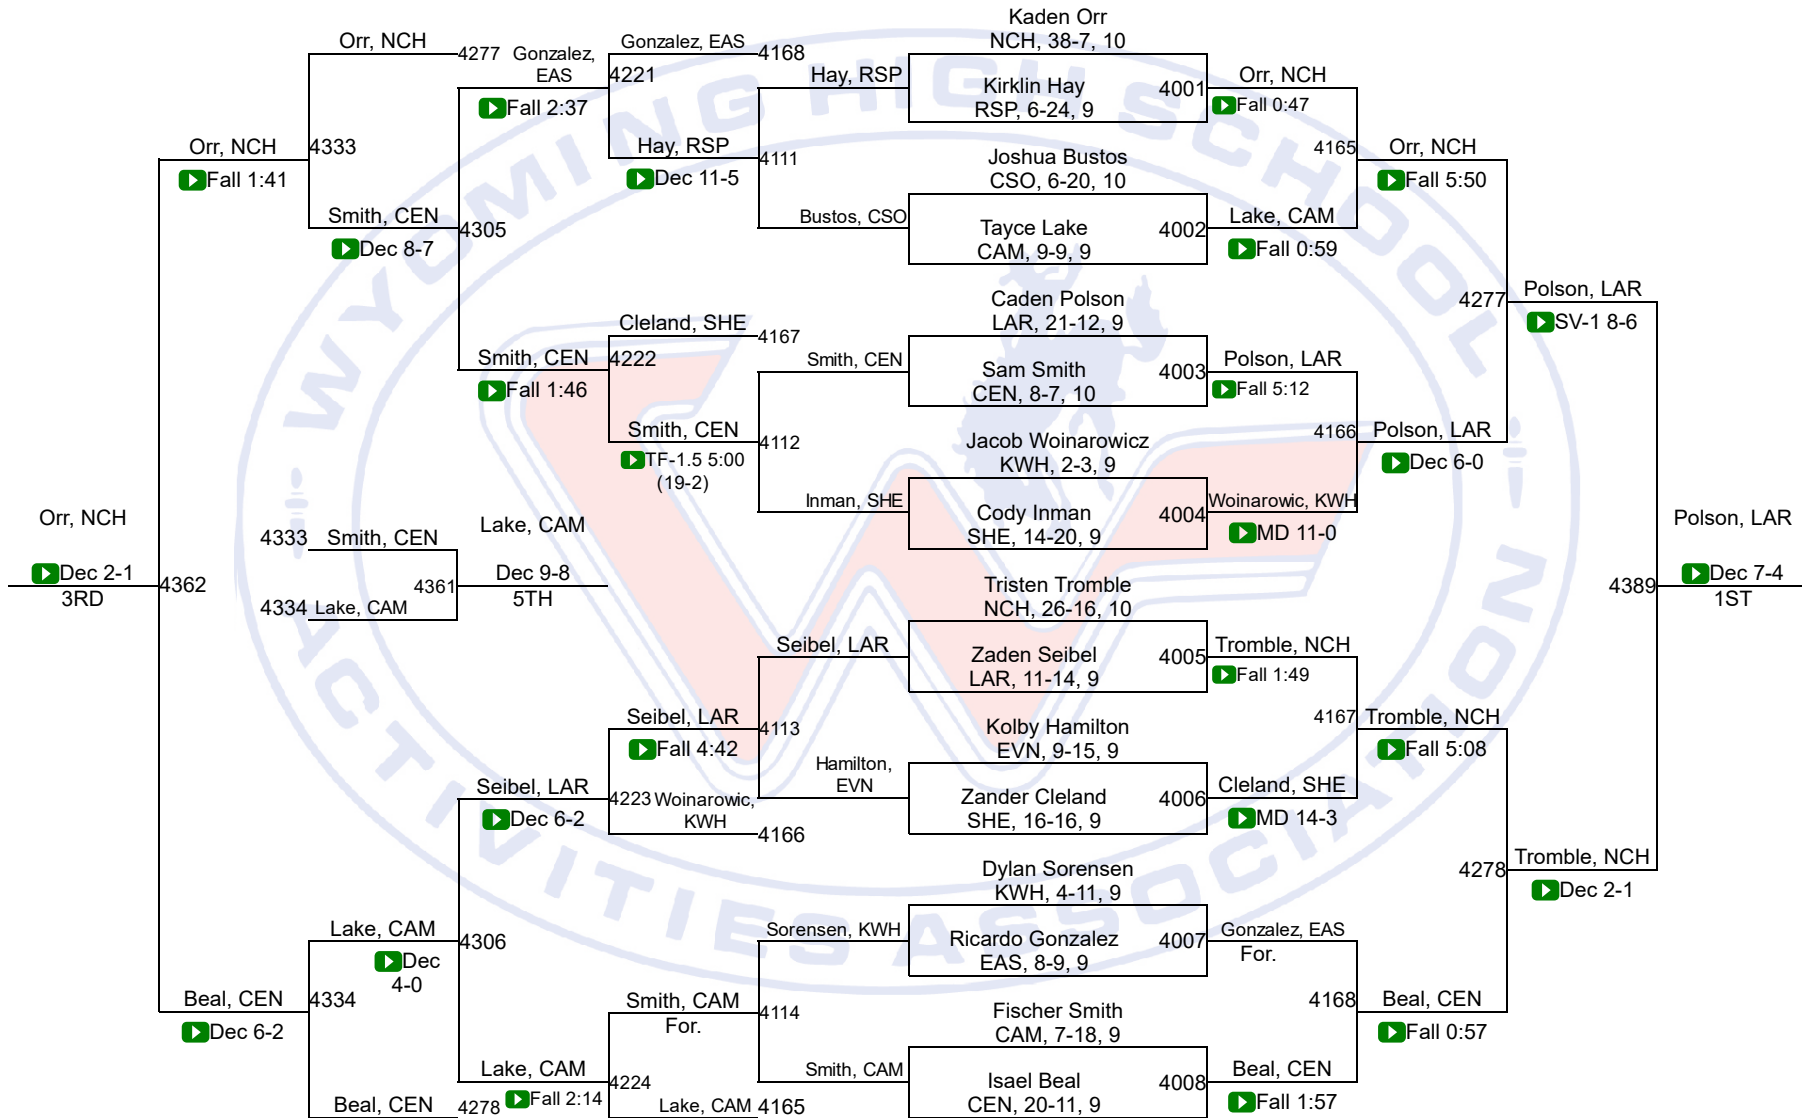 WYOMING HIGH SCHOOL
ACTIVITIES ASSOCIATION
Orr, NCH
4277
Gonzalez,
EAS
Fall 2:37
Gonzalez, EAS
4168
4221
Hay, RSP
Dec 11-5
4111
Hay, RSP
Bustos, CSO
Orr, NCH
Fall 1:41
4333
Smith, CEN
Dec 8-7
4305
Smith, CEN
Fall 1:46
4222
Cleland, SHE
4167
Smith, CEN
TF-1.5 5:00
(19-2)
4112
Smith, CEN
Inman, SHE
Orr, NCH
Dec 2-1
3RD
4362
4333
Smith, CEN
4334
Lake, CAM
4361
Lake, CAM
Dec 9-8
5TH
Seibel, LAR
Seibel, LAR
Fall 4:42
4113
Hamilton,
EVN
Seibel, LAR
Dec 6-2
4223
Woinarowic,
KWH
4166
Lake, CAM
Dec
4-0
4306
Beal, CEN
Dec 6-2
4334
Smith, CAM
For.
4114
Sorensen, KWH
Smith, CAM
Lake, CAM
Fall 2:14
4224
Beal, CEN
4278
Lake, CAM
4165
Kaden Orr
NCH, 38-7, 10
Kirklin Hay
RSP, 6-24, 9
4001
Orr, NCH
Fall 0:47
Joshua Bustos
CSO, 6-20, 10
Tayce Lake
CAM, 9-9, 9
4002
Lake, CAM
Fall 0:59
4165
Orr, NCH
Fall 5:50
Caden Polson
LAR, 21-12, 9
Sam Smith
CEN, 8-7, 10
4003
Polson, LAR
Fall 5:12
Jacob Woinarowicz
KWH, 2-3, 9
Cody Inman
SHE, 14-20, 9
4004
Woinarowic, KWH
MD 11-0
4166
Polson, LAR
Dec 6-0
4277
Polson, LAR
SV-1 8-6
Tristen Tromble
NCH, 26-16, 10
Zaden Seibel
LAR, 11-14, 9
4005
Tromble, NCH
Fall 1:49
Kolby Hamilton
EVN, 9-15, 9
Zander Cleland
SHE, 16-16, 9
4006
Cleland, SHE
MD 14-3
4167
Tromble, NCH
Fall 5:08
Dylan Sorensen
KWH, 4-11, 9
Ricardo Gonzalez
EAS, 8-9, 9
4007
Gonzalez, EAS
For.
Fischer Smith
CAM, 7-18, 9
Isael Beal
CEN, 20-11, 9
4008
Beal, CEN
Fall 1:57
4168
Beal, CEN
Fall 0:57
4278
Tromble, NCH
Dec 2-1
4389
Polson, LAR
Dec 7-4
1ST